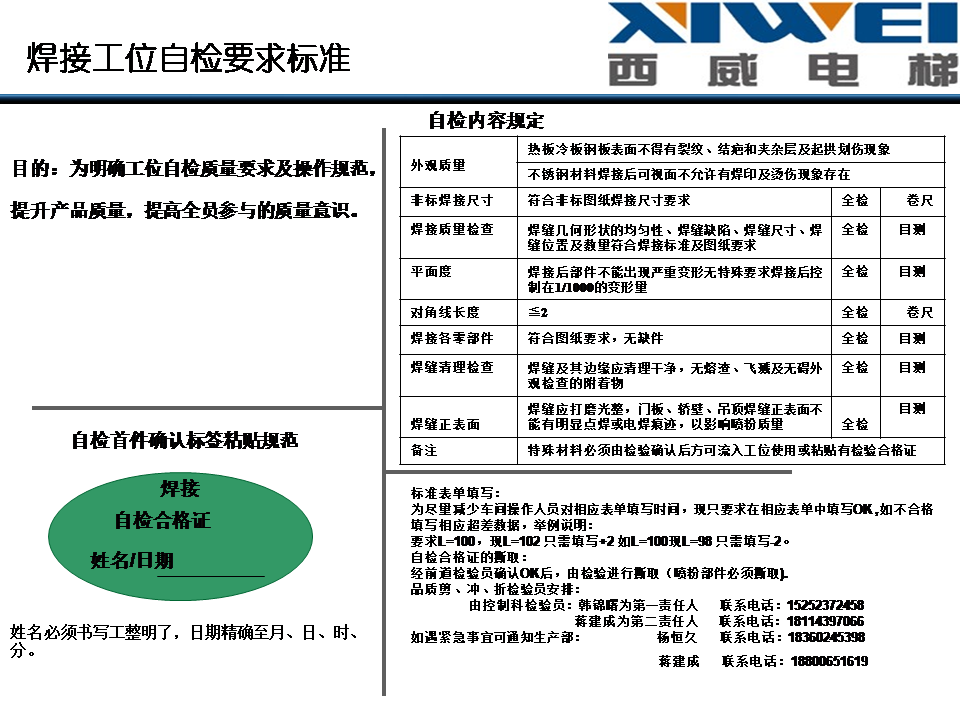 焊接工位自检要求标准
XIWEI
西威电梯
目的：为明确工位自检质量要求及操作规范，
提升产品质量，提高全员参与的质量意识。
自检内容规定
外观质量
热板冷板钢板表面不得有裂纹、结疤和夹杂层及起拱划伤现象
不锈钢材料焊接后可视面不允许有焊印及烫伤现象存在
非标焊接尺寸 符合非标图纸焊接尺寸要求 全检 卷尺
焊接质量检查 焊缝几何形状的均匀性、焊缝缺陷、焊缝尺寸、焊 全检 目测
缝位置及数量符合焊接标准及图纸要求
平面度 焊接后部件不能出现严重变形无特殊要求焊接后控 全检 目测
制在1/1000的变形量
对角线长度 ≦2 全检 卷尺
焊接各零部件 符合图纸要求，无缺件 全检 目测
焊缝清理检查 焊缝及其边缘应清理干净，无熔渣、飞溅及无碍外 全检 目测
观检查的附着物
焊缝正表面 焊缝应打磨光整，门板、轿壁、吊顶焊缝正表面不 全检 目测
能有明显点焊或电焊痕迹，以影响喷粉质量
备注 特殊材料必须由检验确认后方可流入工位使用或粘贴有检验合格证
自检首件确认标签粘贴规范
焊接
自检合格证
姓名/日期
姓名必须书写工整明了，日期精确至月、日、时、
分。
标准表单填写：
为尽量减少车间操作人员对相应表单填写时间，现只要求在相应表单中填写OK,如不合格
填写相应超差数据，举例说明：
要求L=100，现L=102 只需填写+2 如L=100现L=98 只需填写-2。
自检合格证的撕取：
经前道检验员确认OK后，由检验进行撕取（喷粉部件必须撕取）.
品质剪、冲、折检验员安排：
由控制科检验员：韩锦曙为第一责任人 联系电话：15252372458
蒋建成为第二责任人 联系电话：18114397066
如遇紧急事宜可通知生产部： 杨恒久 联系电话：18360245398
蒋建成 联系电话：18800651619